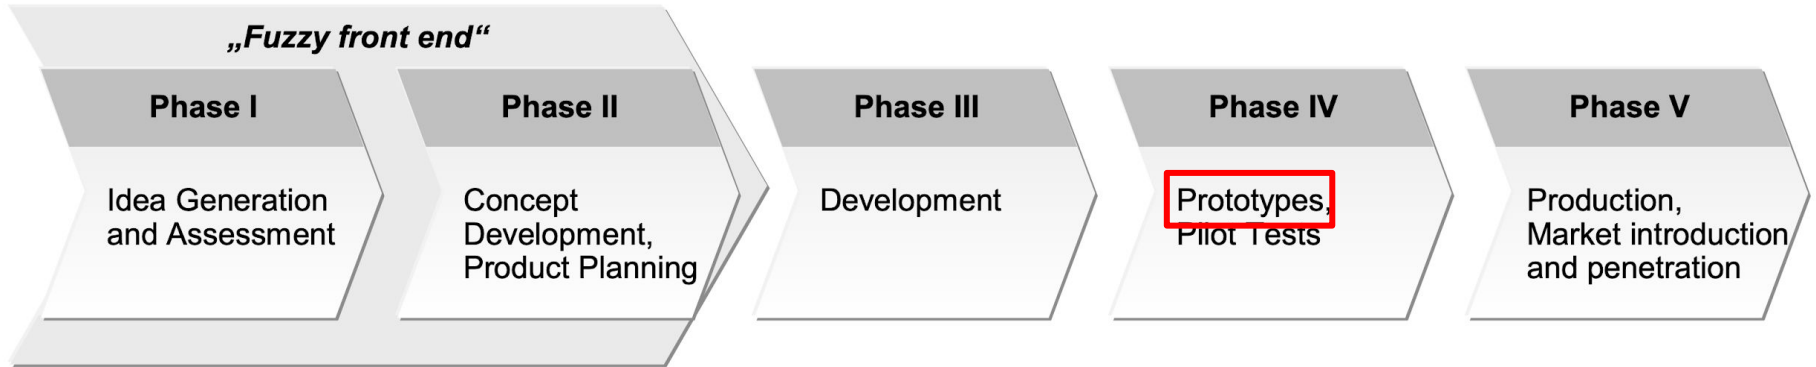 „Fuzzy front end“
Phase I
Idea Generation
and Assessment
Phase II
Concept
Development,
Product Planning
Phase III
Development
Phase IV
Prototypes,
Pilot Tests
Phase V
Production,
Market introduction
and penetration